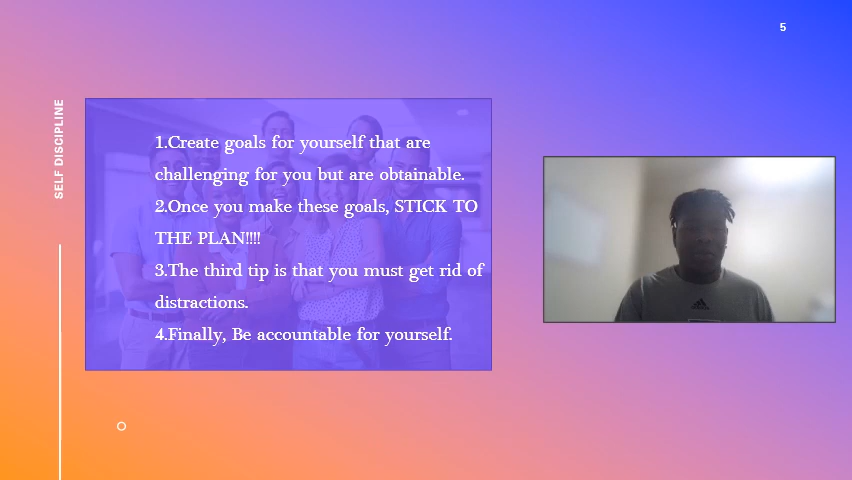 5
SELF DISCIPLINE
1.Create goals for yourself that are
challenging for you but are obtainable.
2.Once you make these goals, STICK TO
THE PLAN!!!!
3.The third tip is that you must get rid of
distractions.
4.Finally, Be accountable for yourself.